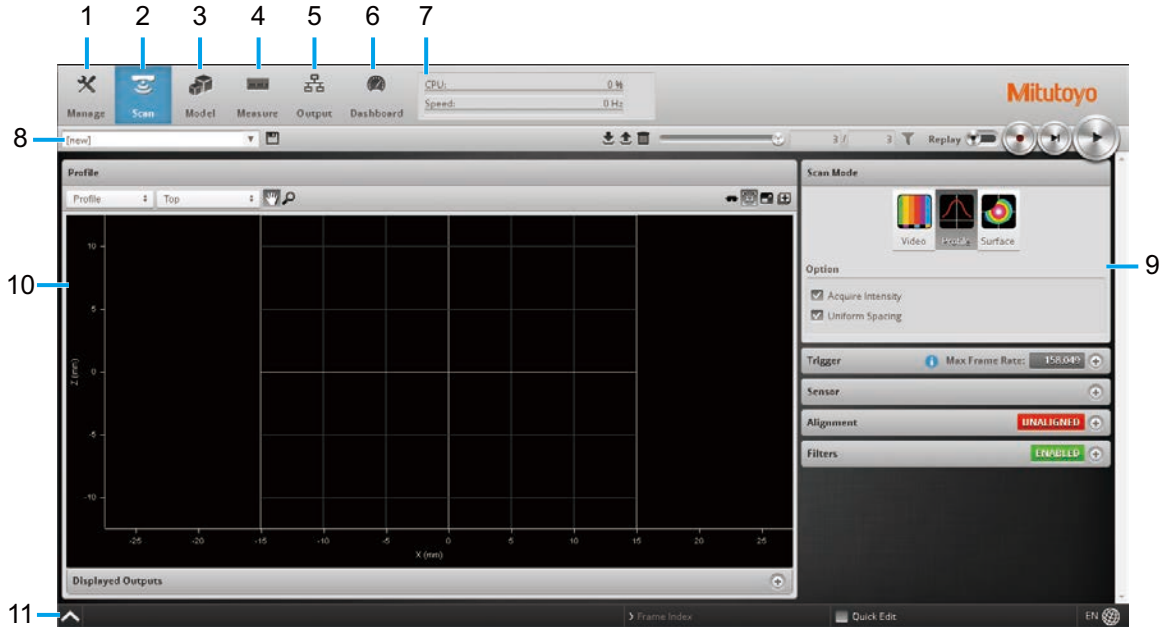 1 2 3 4 5 6 7
Manage Scan Model Measure Output Dashboard
CPU: 0 %
Speed: 0 Hz
Mitutoyo
8
[new]
3 / 3 Replay
Profile
Profile Top
10
5
0
-5
-10
Z (mm)
-25 -20 -15 -10 -5 0 5 10 15 20 25
X (mm)
Displayed Outputs
Scan Mode
Video Profile Surface
Option
Acquire Intensity
Uniform Spacing
9
10
Trigger Max Frame Rate: 158.049
Sensor
Alignment UNALIGNED
Filters ENABLED
11
Frame Index Quick Edit EN